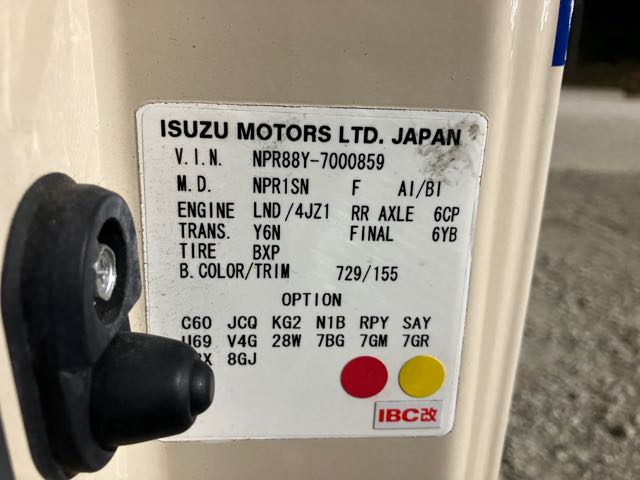 ISUZU MOTORS LTD. JAPAN
V.I.N. NPR88Y-7000859
M.D. NPR1SN F AI/BI
ENGINE LND/4JZ1 RR AXLE 6CP
TRANS. Y6N FINAL 6YB
TIRE BXP
B.COLOR/TRIM 729/155
OPTION
C60 JCQ KG2 N1B RPY SAY
U69 V4G 28W 7BG 7GM 7GR
8GJ
IBC改